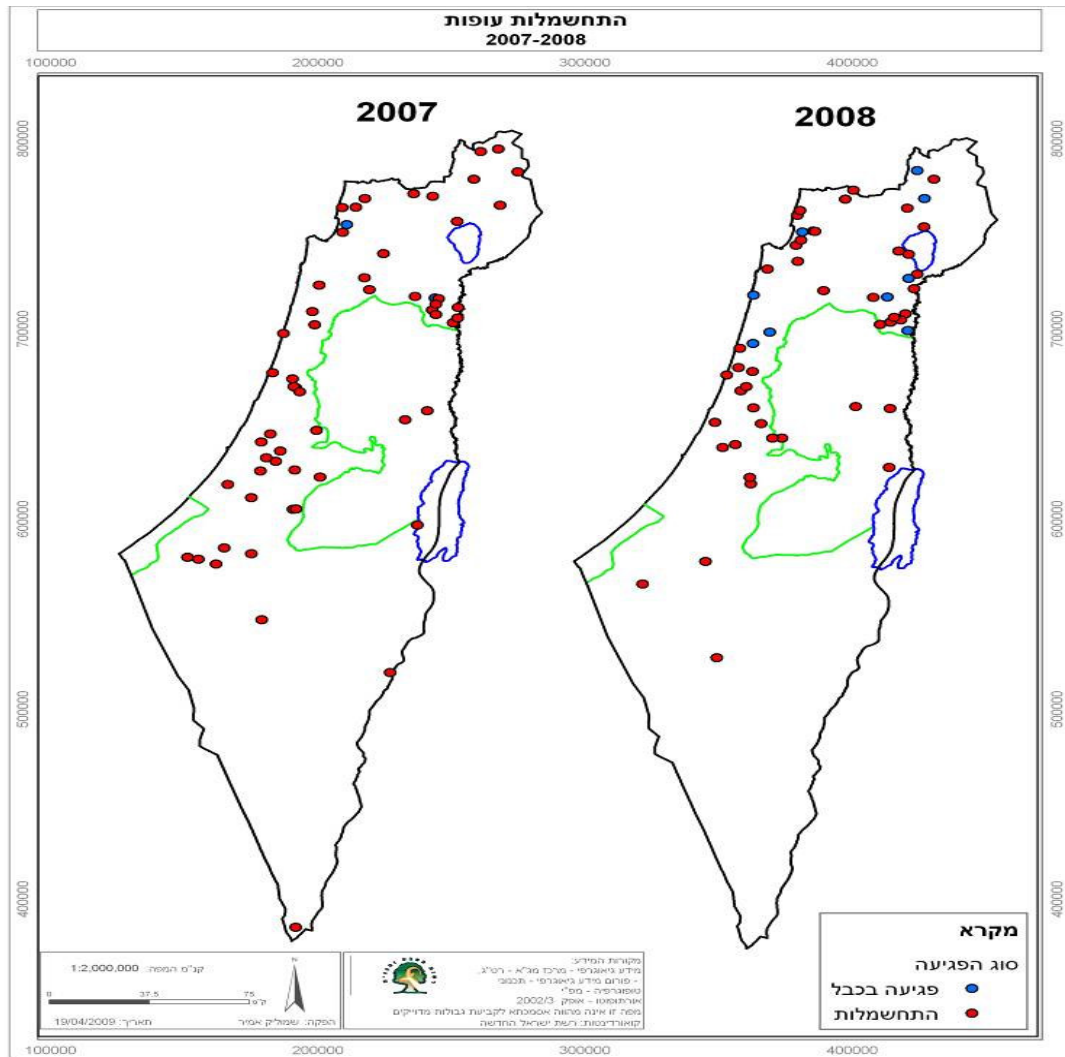 התחשמלות עופות
2007-2008
100000 200000 300000 400000
2007
2008
800000
700000
600000
500000
400000
800000
700000
600000
500000
400000
מקרא
סוג הפגיעה
פגיעה בכבל
התחשמלות
קנ"מ המפה: 1:2,000,000
N
0 37.5 75
ק"מ
תאריך: 19/04/2009
הפקה: שמוליק אמיר
מקורות המידע:
מידע גיאוגרפי - מרכז ממ"ג - רט"ג,
- פורום מידע גיאוגרפי - תכנוני
טופוגרפיה - מפ"י
אורתופוטו - אופק 2002/3
מפה זו אינה מהווה אסמכתא לקביעת גבולות מדוייקים
קואורדינטות: רשת ישראל החדשה
100000 200000 300000 400000